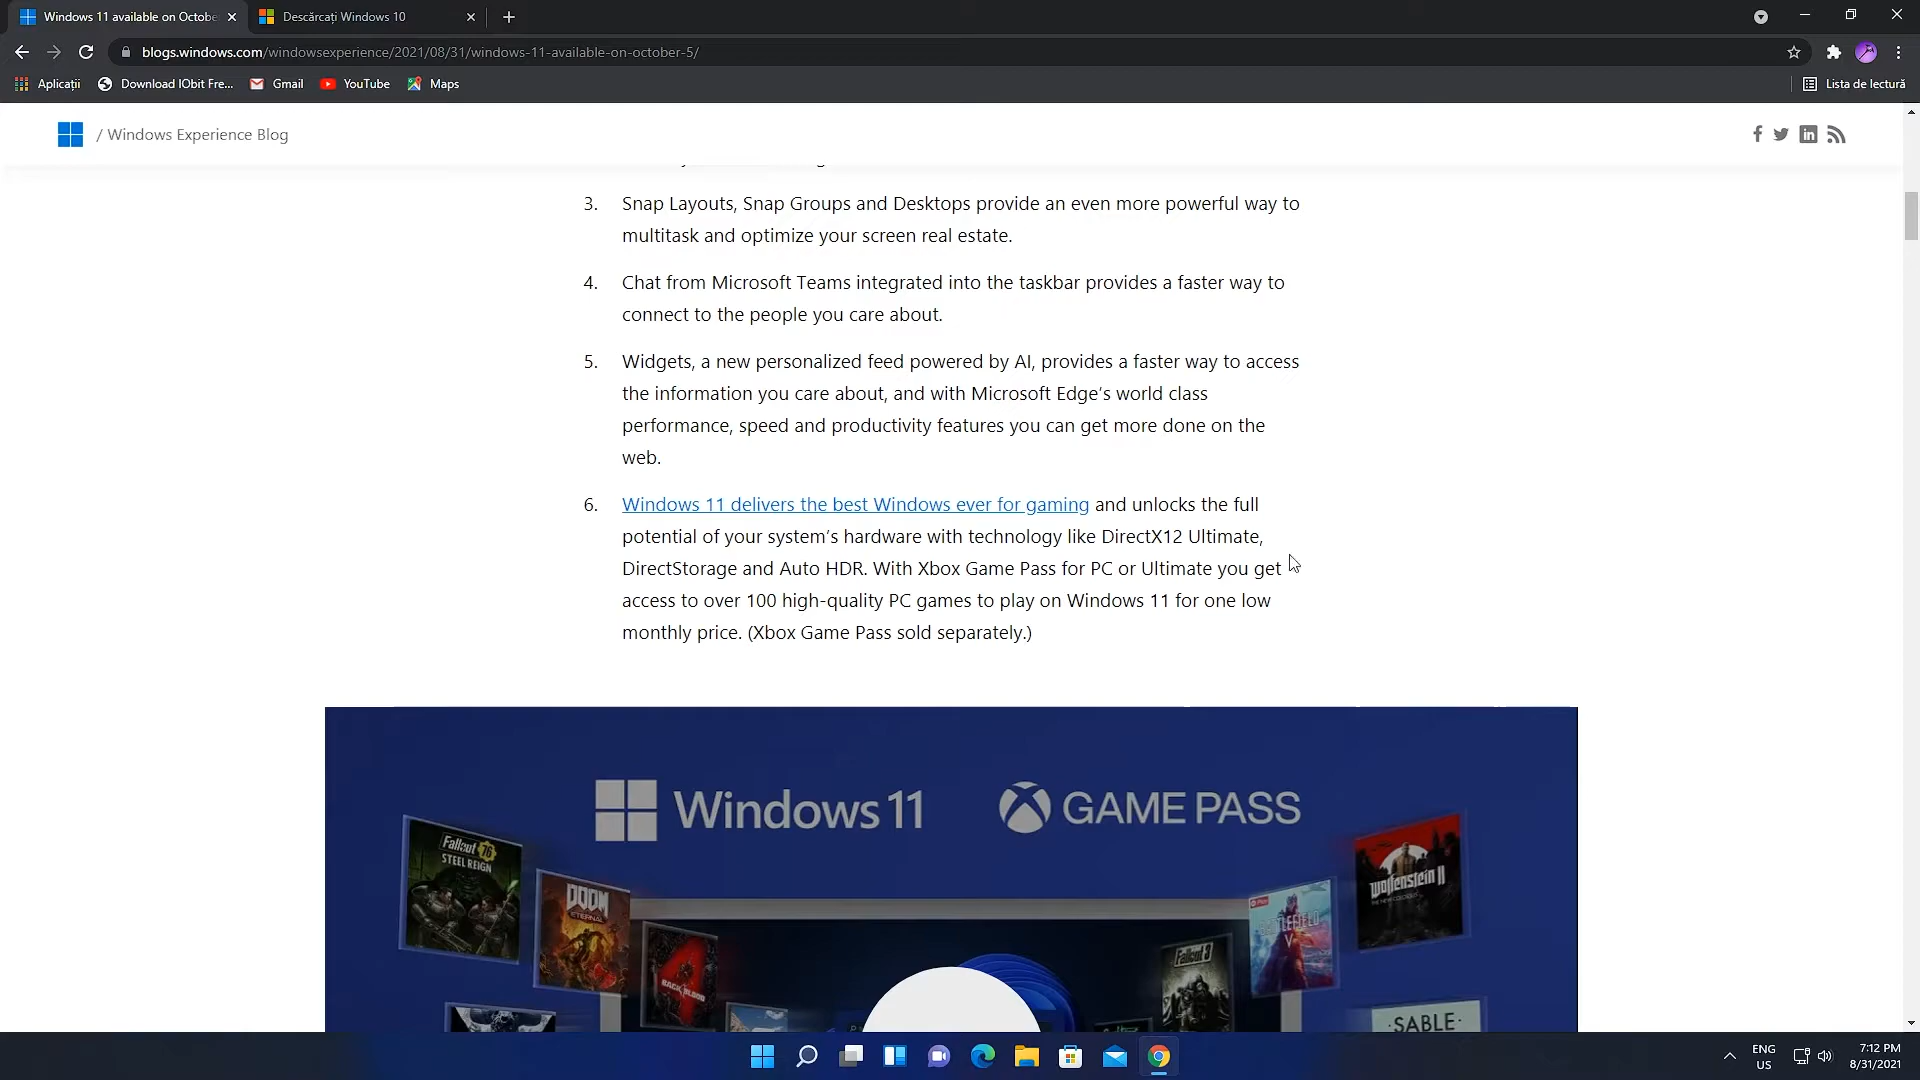 Windows 11 available on Octobe
Descărcați Windows 10
blogs.windows.com/windowsexperience/2021/08/31/windows-11-available-on-october-5/
Aplicații
Download IObit Fre...
Gmail
YouTube
Maps
Lista de lectură
/ Windows Experience Blog
3. Snap Layouts, Snap Groups and Desktops provide an even more powerful way to
multitask and optimize your screen real estate.
4. Chat from Microsoft Teams integrated into the taskbar provides a faster way to
connect to the people you care about.
5. Widgets, a new personalized feed powered by AI, provides a faster way to access
the information you care about, and with Microsoft Edge's world class
performance, speed and productivity features you can get more done on the
web.
6. Windows 11 delivers the best Windows ever for gaming and unlocks the full
potential of your system's hardware with technology like DirectX12 Ultimate,
DirectStorage and Auto HDR. With Xbox Game Pass for PC or Ultimate you get
access to over 100 high-quality PC games to play on Windows 11 for one low
monthly price. (Xbox Game Pass sold separately.)
Windows 11
GAME PASS
Fallout 76
STEEL REIGN
DOOM
ETERNAL
BACK 4 BLOOD
Fallout 3
BATTLEFIELD
V
Wolfenstein II
THE NEW COLOSSUS
SABLE
ENG
US
7:12 PM
8/31/2021